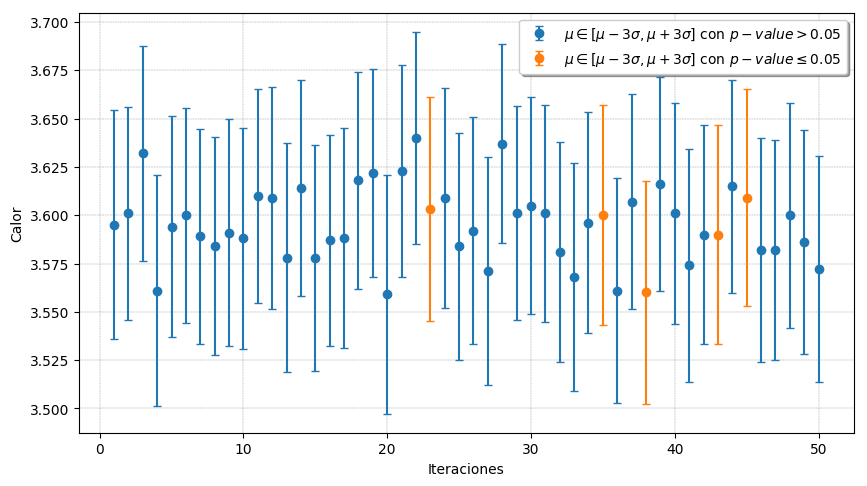 3.700
3.675
3.650
3.625
3.600
3.575
3.550
3.525
3.500
Calor
μ ∈ [μ − 3σ, μ + 3σ] con p − value > 0.05
μ ∈ [μ − 3σ, μ + 3σ] con p − value ≤ 0.05
0 10 20 30 40 50
Iteraciones